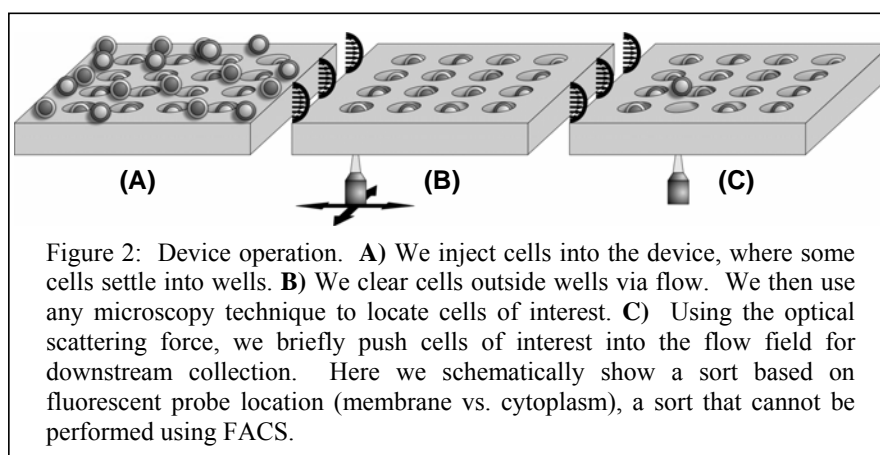 (A) (B) (C)
Figure 2: Device operation. A) We inject cells into the device, where some
cells settle into wells. B) We clear cells outside wells via flow. We then use
any microscopy technique to locate cells of interest. C) Using the optical
scattering force, we briefly push cells of interest into the flow field for
downstream collection. Here we schematically show a sort based on
fluorescent probe location (membrane vs. cytoplasm), a sort that cannot be
performed using FACS.